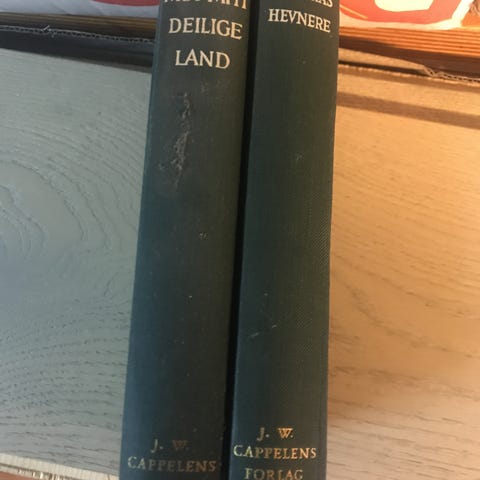 DEILIGE
LAND
J. W.
CAPPELENS
HEVNERE
J. W.
CAPPELENS
FORLAG